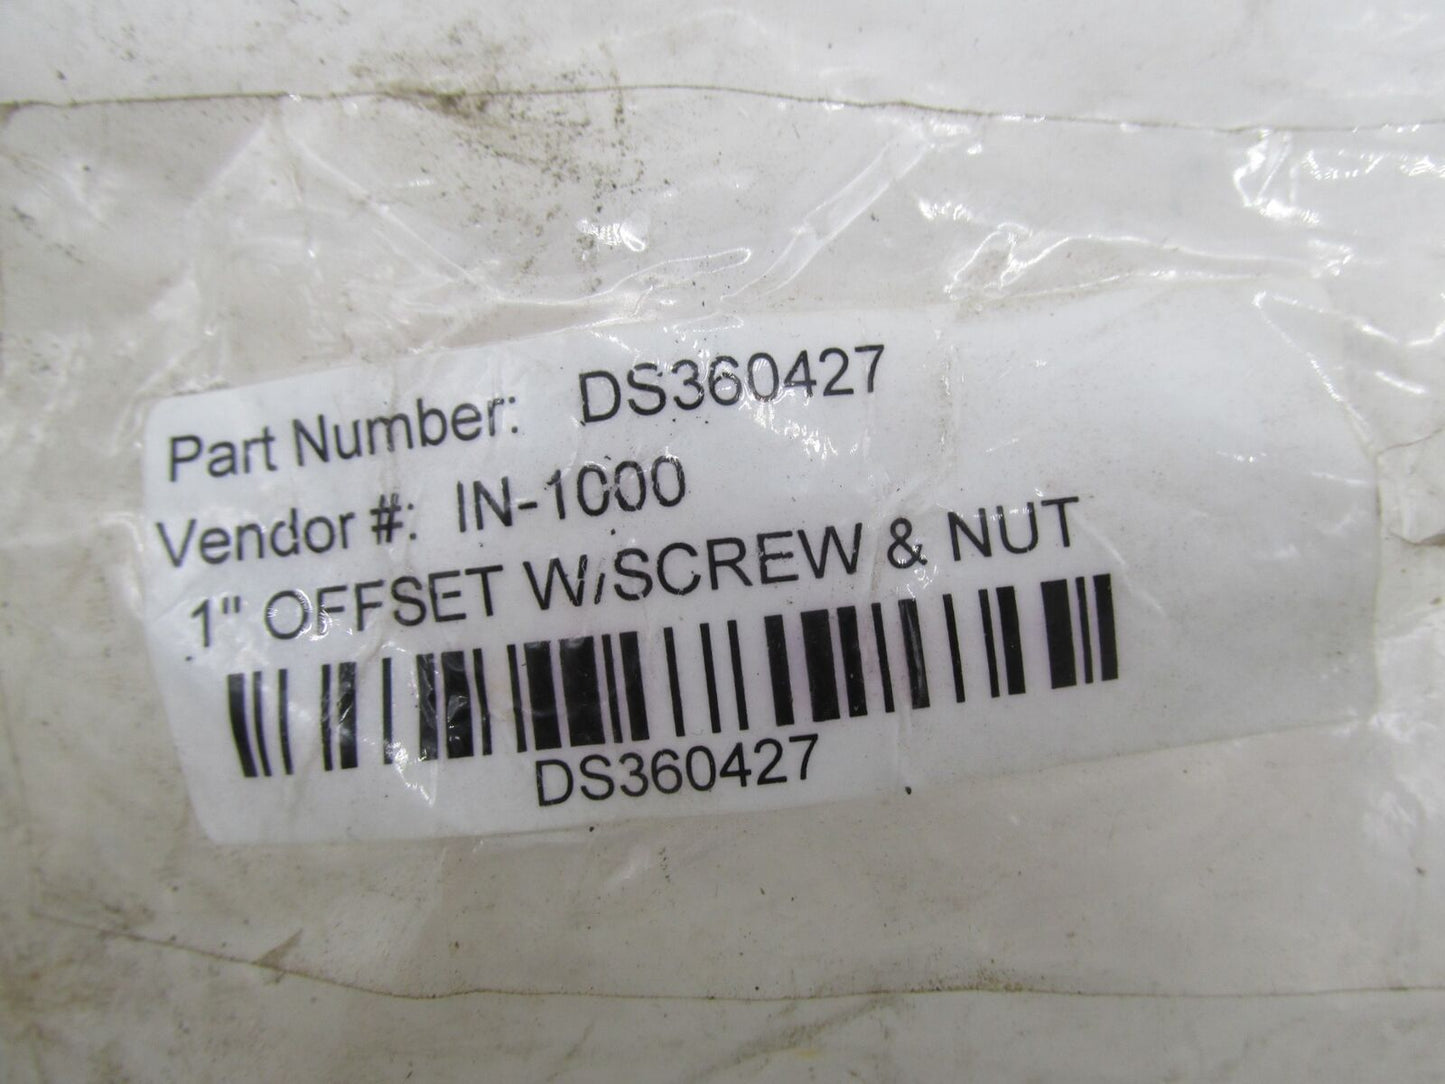 Part Number: DS360427
Vendor #: IN-1000
1" OFFSET W/SCREW & NUT
DS360427